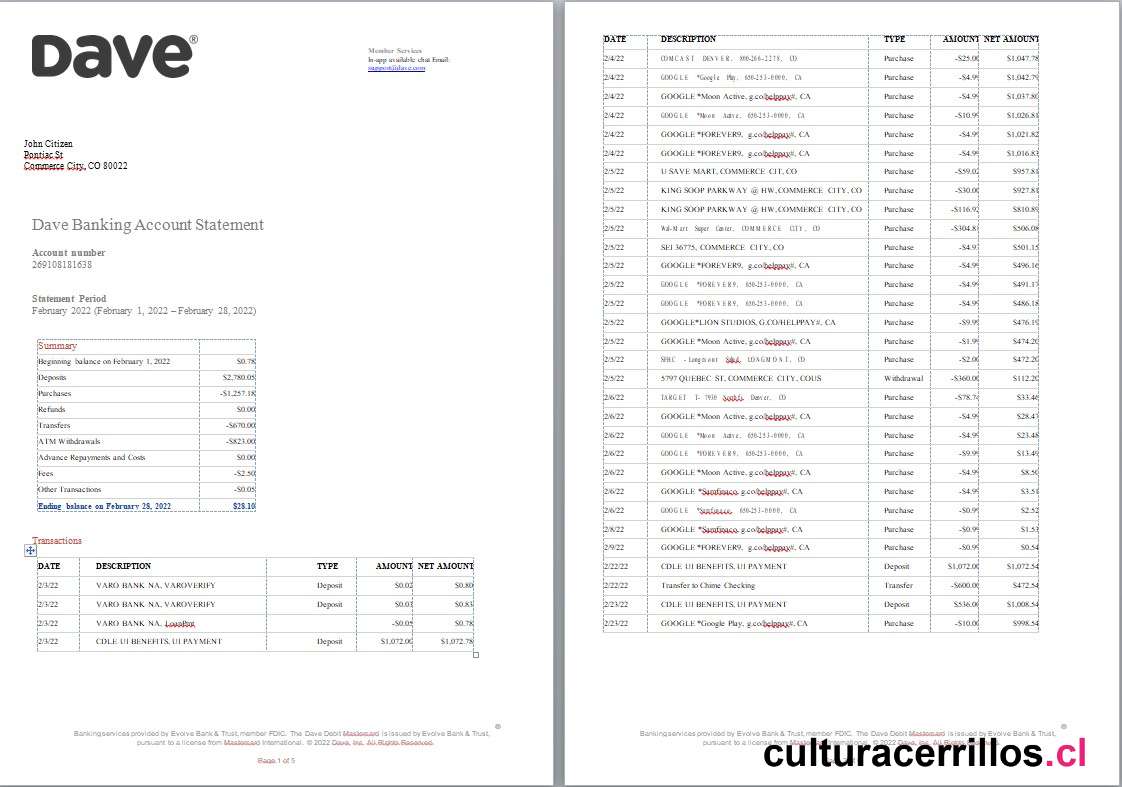 Dave®
Member Services
In-app available chat Email:
support@dave.com
John Citizen
Pontiac St
Commerce City, CO 80022
Dave Banking Account Statement
Account number
269108181638
Statement Period
February 2022 (February 1, 2022 – February 28, 2022)
Summary
Beginning balance on February 1, 2022 $0.78
Deposits $2,780.05
Purchases -$1,257.18
Refunds $0.00
Transfers -$670.00
ATM Withdrawals -$823.00
Advance Repayments and Costs $0.00
Fees -$2.50
Other Transactions -$0.05
Ending balance on February 28, 2022 $28.10
Transactions
DATE DESCRIPTION TYPE AMOUNT NET AMOUNT
2/3/22 VARO BANK NA, VAROVERIFY Deposit $0.02 $0.80
2/3/22 VARO BANK NA, VAROVERIFY Deposit $0.03 $0.83
2/3/22 VARO BANK NA, -$0.05 $0.78
2/3/22 CDLE UI BENEFITS, UI PAYMENT Deposit $1,072.00 $1,072.78
Banking services provided by Evolve Bank & Trust, member FDIC. The Dave Debit Mastercard is issued by Evolve Bank & Trust,
pursuant to a license from Mastercard International. © 2022 Dave, Inc. All Rights Reserved.
Page 1 of 5
DATE DESCRIPTION TYPE AMOUNT NET AMOUNT
2/4/22 COMCAST DENVER, 800-266-2278, CO Purchase -$25.00 $1,047.78
2/4/22 GOOGLE *Google Play, 650-253-0000, CA Purchase -$4.99 $1,042.79
2/4/22 GOOGLE *Moon Active, g.co/helppay#, CA Purchase -$4.99 $1,037.80
2/4/22 GOOGLE *Moon Active, 650-253-0000, CA Purchase -$10.99 $1,026.81
2/4/22 GOOGLE *FOREVER9, g.co/helppay#, CA Purchase -$4.99 $1,021.82
2/4/22 GOOGLE *FOREVER9, g.co/helppay#, CA Purchase -$4.99 $1,016.83
2/5/22 U SAVE MART, COMMERCE CIT, CO Purchase -$59.02 $957.81
2/5/22 KING SOOP PARKWAY @ HW, COMMERCE CITY, CO Purchase -$30.00 $927.81
2/5/22 KING SOOP PARKWAY @ HW, COMMERCE CITY, CO Purchase -$116.92 $810.89
2/5/22 Wal-Mart Super Center, COMMERCE CITY, CO Purchase -$304.81 $506.08
2/5/22 SEI 36775, COMMERCE CITY, CO Purchase -$4.93 $501.15
2/5/22 GOOGLE *FOREVER9, g.co/helppay#, CA Purchase -$4.99 $496.16
2/5/22 GOOGLE *FOREVER9, 650-253-0000, CA Purchase -$4.99 $491.17
2/5/22 GOOGLE *FOREVER9, 650-253-0000, CA Purchase -$4.99 $486.18
2/5/22 GOOGLE*LION STUDIOS, G.CO/HELPPAY#, CA Purchase -$9.99 $476.19
2/5/22 GOOGLE *Moon Active, g.co/helppay#, CA Purchase -$1.99 $474.20
2/5/22 LONGMONT, CO Purchase -$2.00 $472.20
2/5/22 5797 QUEBEC ST, COMMERCE CITY, COUS Withdrawal -$360.00 $112.20
2/6/22 TARGET T- 7930 Denver, CO Purchase -$78.74 $33.46
2/6/22 GOOGLE *Moon Active, g.co/helppay#, CA Purchase -$4.99 $28.47
2/6/22 GOOGLE *Moon Active, 650-253-0000, CA Purchase -$4.99 $23.48
2/6/22 GOOGLE *FOREVER9, 650-253-0000, CA Purchase -$9.99 $13.49
2/6/22 GOOGLE *Moon Active, g.co/helppay#, CA Purchase -$4.99 $8.50
2/6/22 GOOGLE *Samfinaco, g.co/helppay#, CA Purchase -$4.99 $3.51
2/6/22 GOOGLE *Samfinaco, 650-253-0000, CA Purchase -$0.99 $2.52
2/8/22 GOOGLE *Samfinaco, g.co/helppay#, CA Purchase -$0.99 $1.53
2/9/22 GOOGLE *FOREVER9, g.co/helppay#, CA Purchase -$0.99 $0.54
2/22/22 CDLE UI BENEFITS, UI PAYMENT Deposit $1,072.00 $1,072.54
2/22/22 Transfer to Chime Checking Transfer -$600.00 $472.54
2/23/22 CDLE UI BENEFITS, UI PAYMENT Deposit $536.00 $1,008.54
2/23/22 GOOGLE *Google Play, g.co/helppay#, CA Purchase -$10.00 $998.54
Banking services provided by Evolve Bank & Trust, member FDIC. The Dave Debit Mastercard is issued by Evolve Bank & Trust,
pursuant to a license from Mastercard International. © 2022 Dave, Inc. All Rights
culturacerrillos.cl